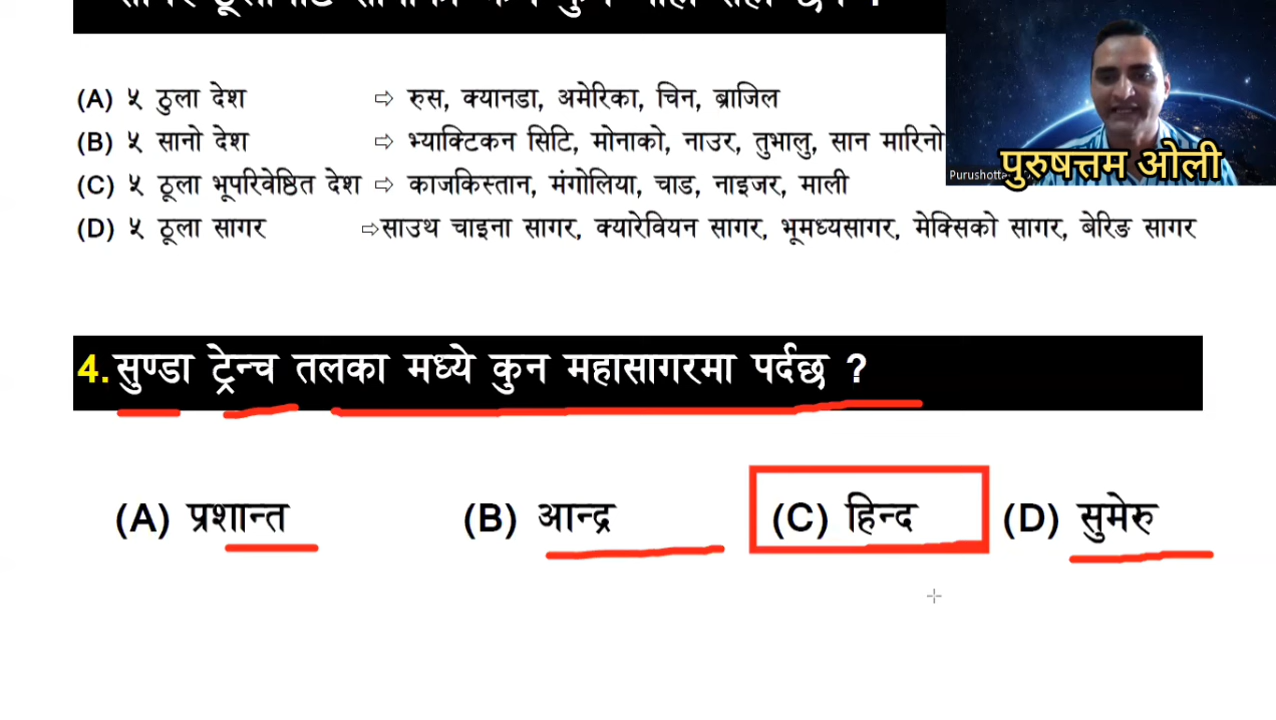 (A) ५ ठुला देश ⇨ रुस, क्यानडा, अमेरिका, चिन, ब्राजिल
(B) ५ सानो देश ⇨ भ्याक्टिकन सिटि, मोनाको, नाउर, तुभालु, सान मारिनो
(C) ५ ठूला भूपरिवेष्ठित देश ⇨ काजकिस्तान, मंगोलिया, चाड, नाइजर, माली
(D) ५ ठूला सागर ⇨साउथ चाइना सागर, क्यारेवियन सागर, भूमध्यसागर, मेक्सिको सागर, बेरिङ सागर
पुरुषत्तम ओली
4. सुण्डा ट्रेन्च तलका मध्ये कुन महासागरमा पर्दछ ?
(A) प्रशान्त (B) आन्द्र (C) हिन्द (D) सुमेरु